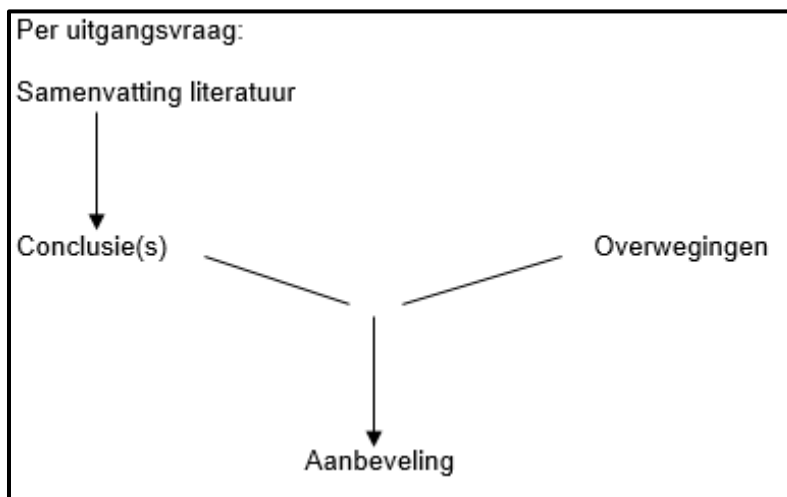 Per uitgangsvraag:
Samenvatting literatuur
Conclusie(s)
Overwegingen
Aanbeveling